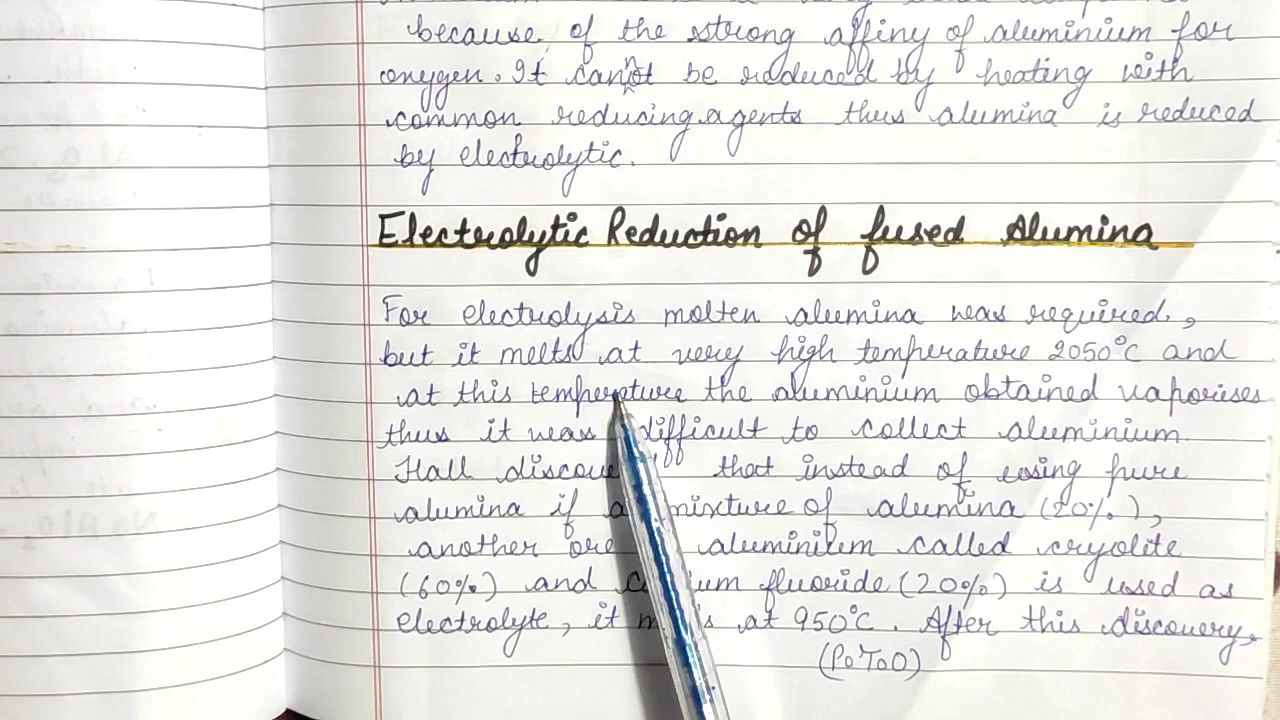 because of the strong affiny of aluminium for
oxygen. It cannot be reduced by heating with
common reducing agents thus alumina is reduced
by electrolytic.
Electrolytic Reduction of fused Alumina
For electrolysis molten alumina was required,
but it melts at very high temperature 2050°C and
at this temperature the aluminium obtained vaporises
thus it was difficult to collect aluminium.
Hall that instead of using pure
alumina if a mixture of alumina (20%),
another ore aluminium called cryolite
(60%) and fluoride (20%) is used as
electrolyte, it at 950°C. After this discovery,
(P.T.O)